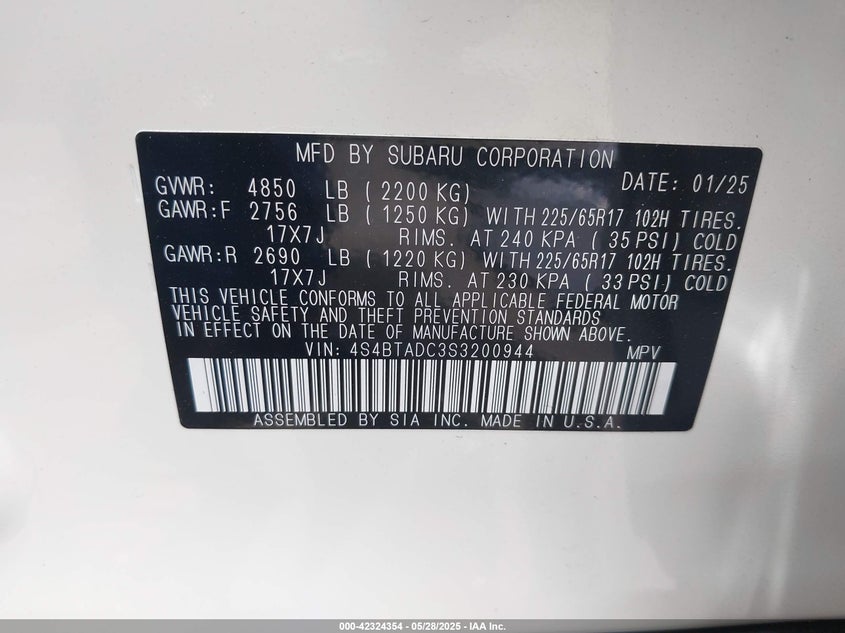 MFD BY SUBARU CORPORATION
DATE: 01/25
GVWR: 4850 LB ( 2200 KG)
GAWR:F 2756 LB ( 1250 KG) WITH 225/65R17 102H TIRES.
17X7J RIMS. AT 240 KPA ( 35 PSI) COLD
GAWR:R 2690 LB ( 1220 KG) WITH 225/65R17 102H TIRES.
17X7J RIMS. AT 230 KPA ( 33 PSI) COLD
THIS VEHICLE CONFORMS TO ALL APPLICABLE FEDERAL MOTOR
VEHICLE SAFETY AND THEFT PREVENTION STANDARDS
IN EFFECT ON THE DATE OF MANUFACTURE SHOWN ABOVE.
VIN: 4S4BTADC3S3200944 MPV
ASSEMBLED BY SIA INC. MADE IN U.S.A.
000-42324354 | 05/28/2025 - IAA Inc.